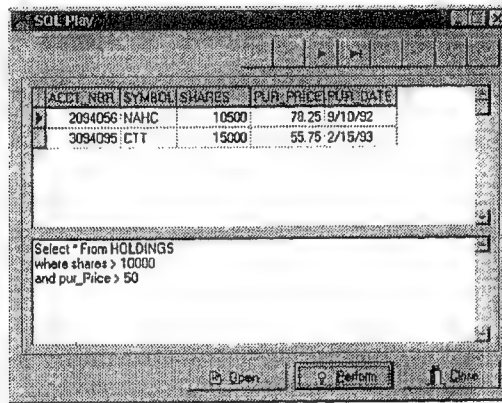 SQL Play
ACCT_NBR SYMBOL SHARES PUR_PRICE PUR_DATE
2094056 NAHC 10500 78.25 9/10/92
3094095 CTT 15000 55.75 2/15/93
Select * From HOLDINGS
where shares > 10000
and pur_Price > 50
Open Perform Close